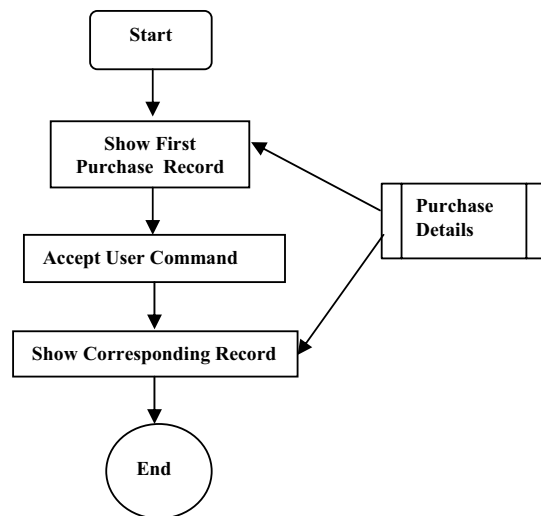 Start
Show First
Purchase Record
Purchase
Details
Accept User Command
Show Corresponding Record
End